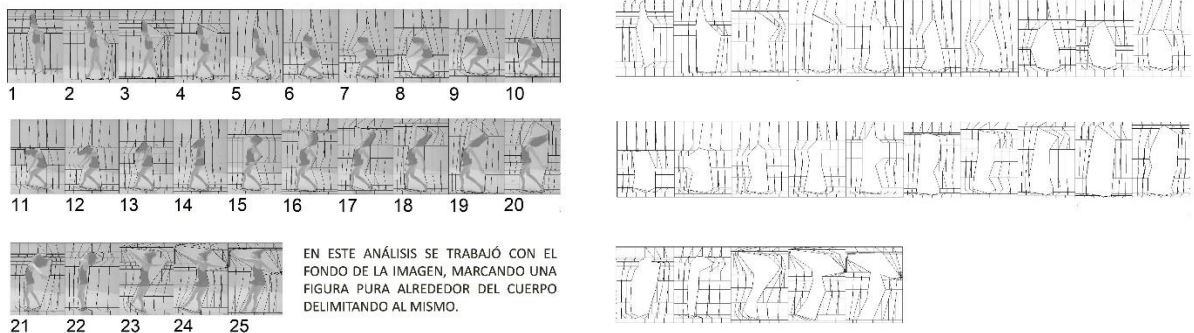 1 2 3 4 5 6 7 8 9 10
11 12 13 14 15 16 17 18 19 20
EN ESTE ANÁLISIS SE TRABAJÓ CON EL
FONDO DE LA IMAGEN, MARCANDO UNA
FIGURA PURA ALREDEDOR DEL CUERPO
DELIMITANDO AL MISMO.
21 22 23 24 25